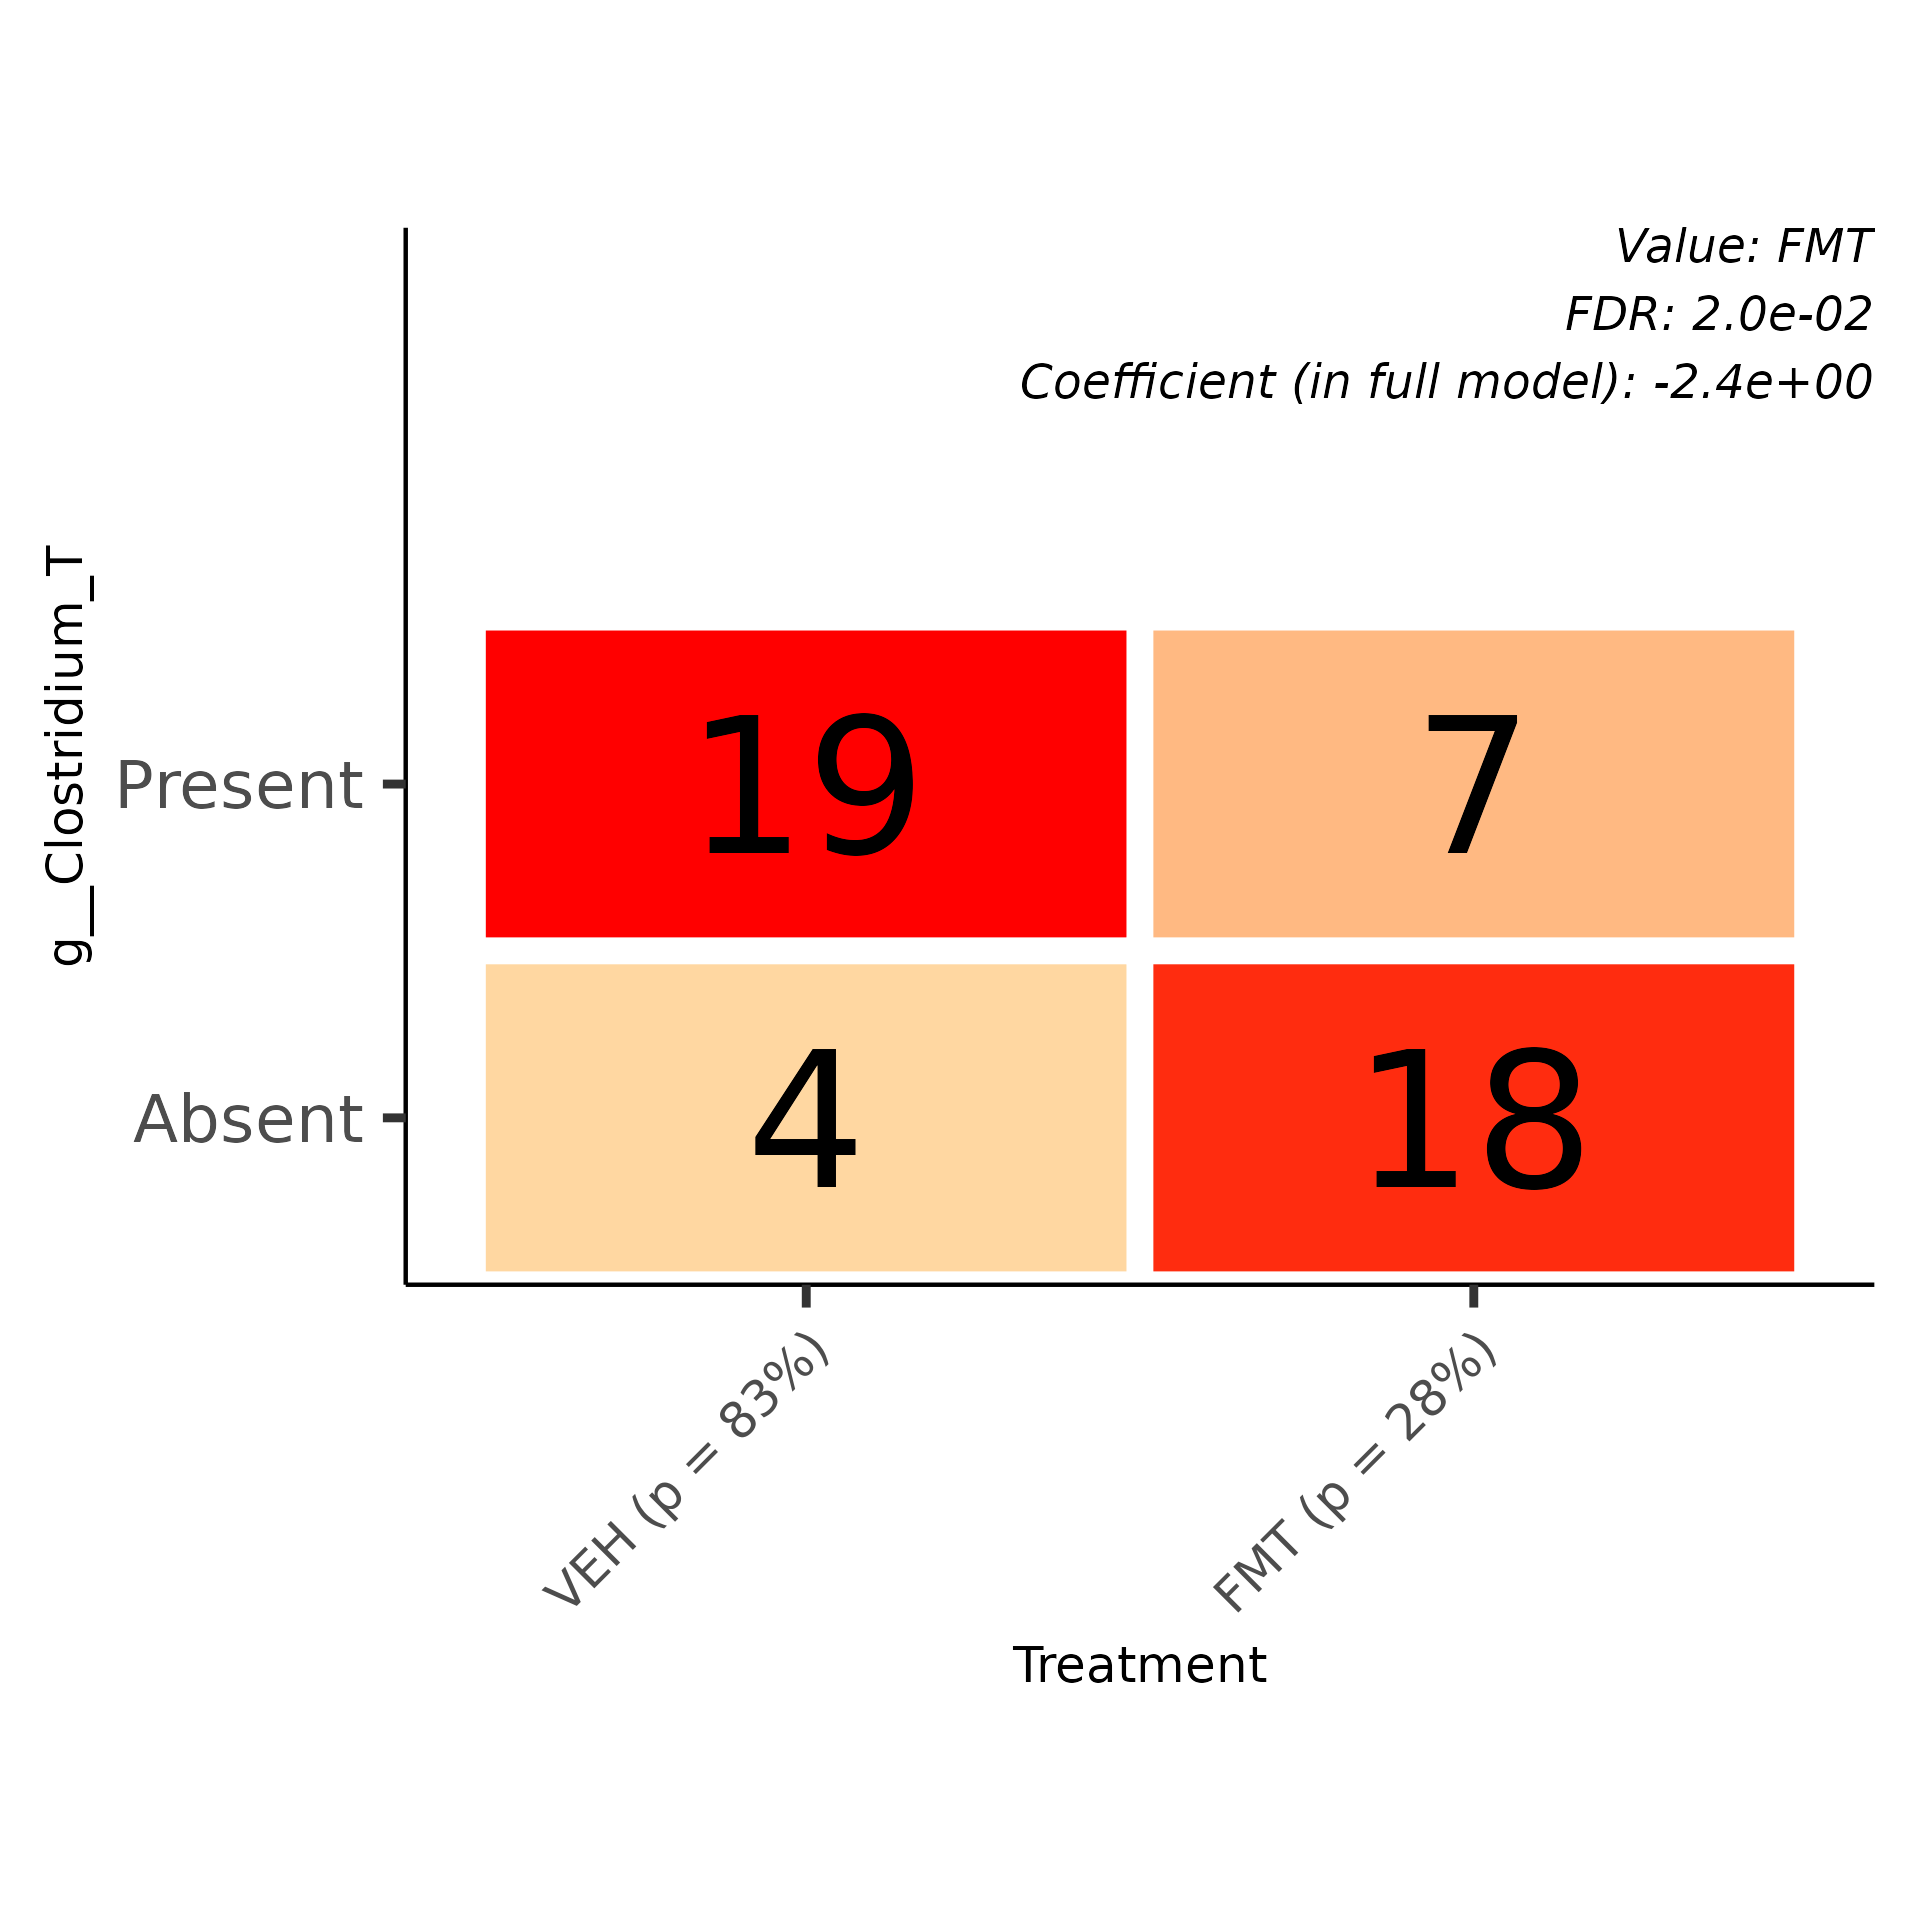 Value: FMT
FDR: 2.0e-02
Coefficient (in full model): -2.4e+00
g__Clostridium_T
Present
19
7
Absent
4
18
VEH (p = 83%)
FMT (p = 28%)
Treatment